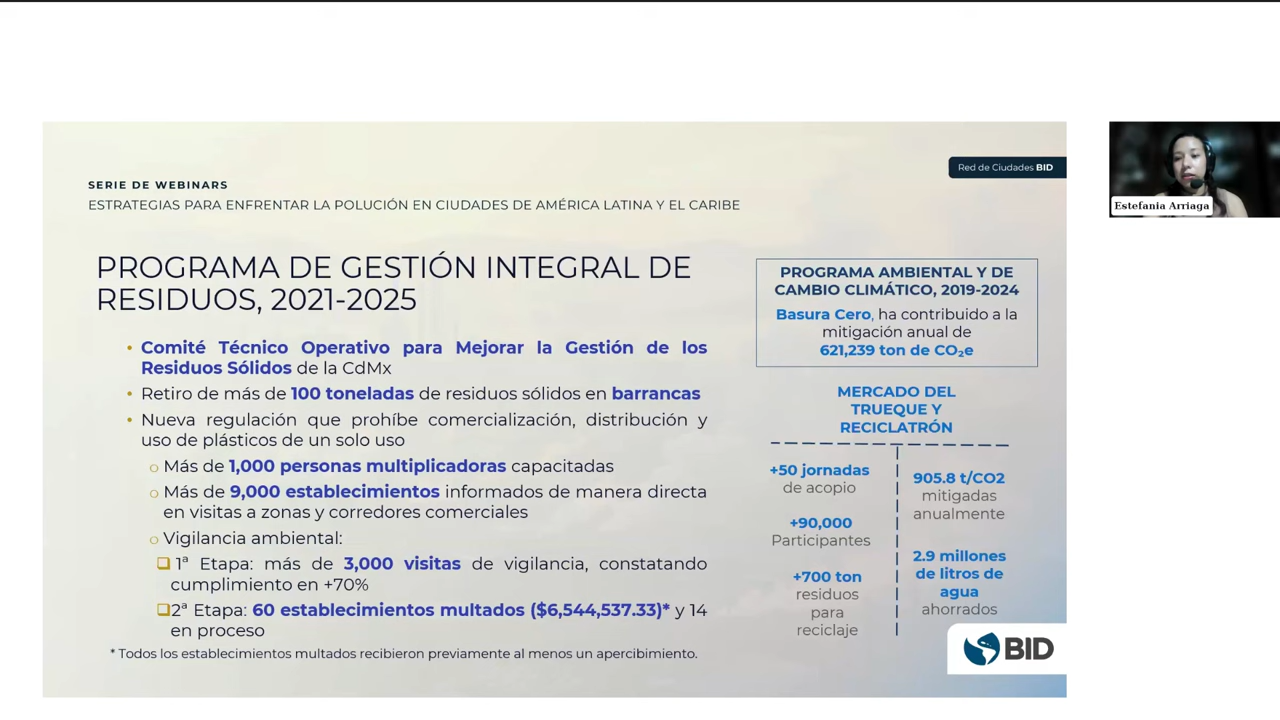 Red de Ciudades BID
SERIE DE WEBINARS
ESTRATEGIAS PARA ENFRENTAR LA POLUCIÓN EN CIUDADES DE AMÉRICA LATINA Y EL CARIBE
Estefania Arriaga
PROGRAMA DE GESTIÓN INTEGRAL DE
RESIDUOS, 2021-2025
• Comité Técnico Operativo para Mejorar la Gestión de los
Residuos Sólidos de la CdMx
• Retiro de más de 100 toneladas de residuos sólidos en barrancas
• Nueva regulación que prohíbe comercialización, distribución y
uso de plásticos de un solo uso
○ Más de 1,000 personas multiplicadoras capacitadas
○ Más de 9,000 establecimientos informados de manera directa
en visitas a zonas y corredores comerciales
○ Vigilancia ambiental:
❑ 1ª Etapa: más de 3,000 visitas de vigilancia, constatando
cumplimiento en +70%
❑2ª Etapa: 60 establecimientos multados ($6,544,537.33)* y 14
en proceso
* Todos los establecimientos multados recibieron previamente al menos un apercibimiento.
PROGRAMA AMBIENTAL Y DE
CAMBIO CLIMÁTICO, 2019-2024
Basura Cero, ha contribuido a la
mitigación anual de
621,239 ton de CO₂e
MERCADO DEL
TRUEQUE Y
RECICLATRÓN
+50 jornadas
de acopio
+90,000
Participantes
+700 ton
residuos
para
reciclaje
905.8 t/CO2
mitigadas
anualmente
2.9 millones
de litros de
agua
ahorrados
BID